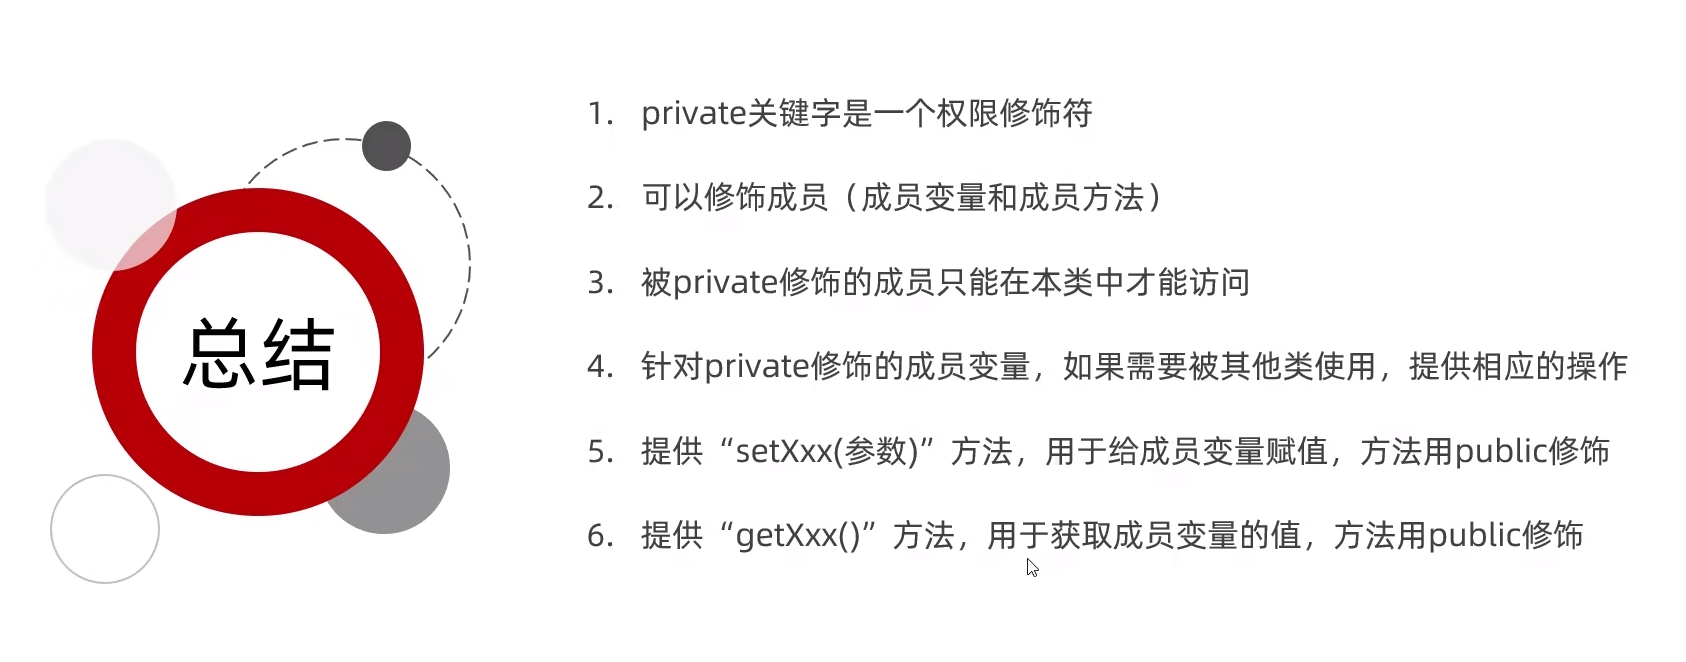 总结
1. private关键字是一个权限修饰符
2. 可以修饰成员（成员变量和成员方法）
3. 被private修饰的成员只能在本类中才能访问
4. 针对private修饰的成员变量，如果需要被其他类使用，提供相应的操作
5. 提供“setXxx(参数)”方法，用于给成员变量赋值，方法用public修饰
6. 提供“getXxx()”方法，用于获取成员变量的值，方法用public修饰